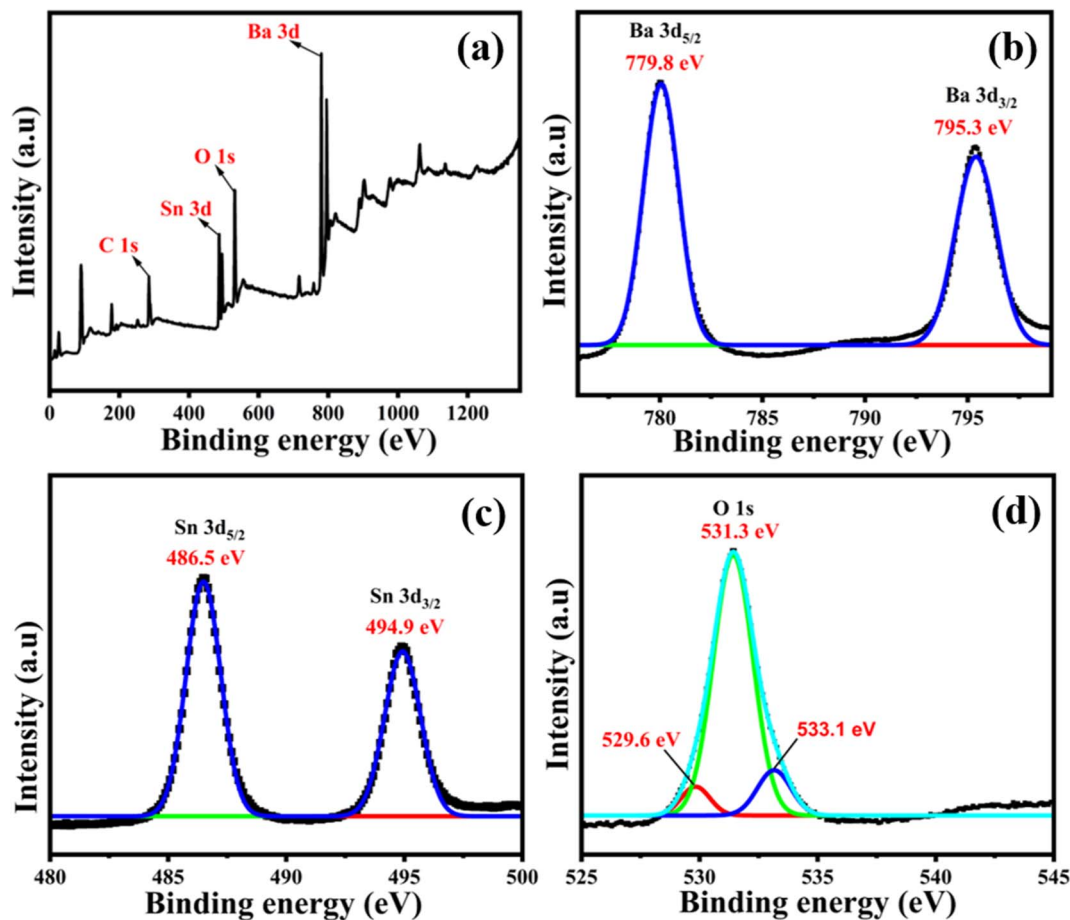 (a)
Ba 3d
O 1s
Sn 3d
C 1s
Intensity (a.u)
0 200 400 600 800 1000 1200
Binding energy (eV)
(b)
Ba 3d5/2
779.8 eV
Ba 3d3/2
795.3 eV
Intensity (a.u)
780 785 790 795
Binding energy (eV)
(c)
Sn 3d5/2
486.5 eV
Sn 3d3/2
494.9 eV
Intensity (a.u)
480 485 490 495 500
Binding energy (eV)
(d)
O 1s
531.3 eV
529.6 eV
533.1 eV
Intensity (a.u)
525 530 535 540 545
Binding energy (eV)